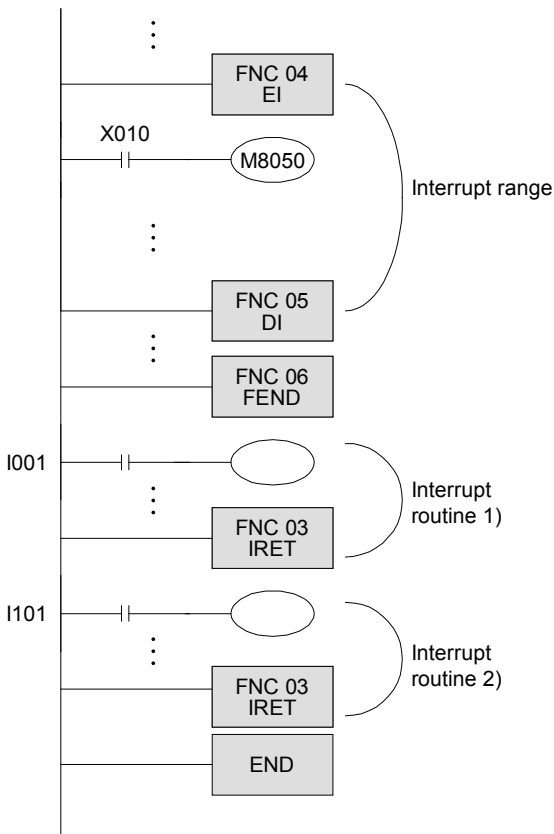 FNC 04
EI
X010
M8050
Interrupt range
FNC 05
DI
FNC 06
FEND
I001
Interrupt
routine 1)
FNC 03
IRET
I101
Interrupt
routine 2)
FNC 03
IRET
END